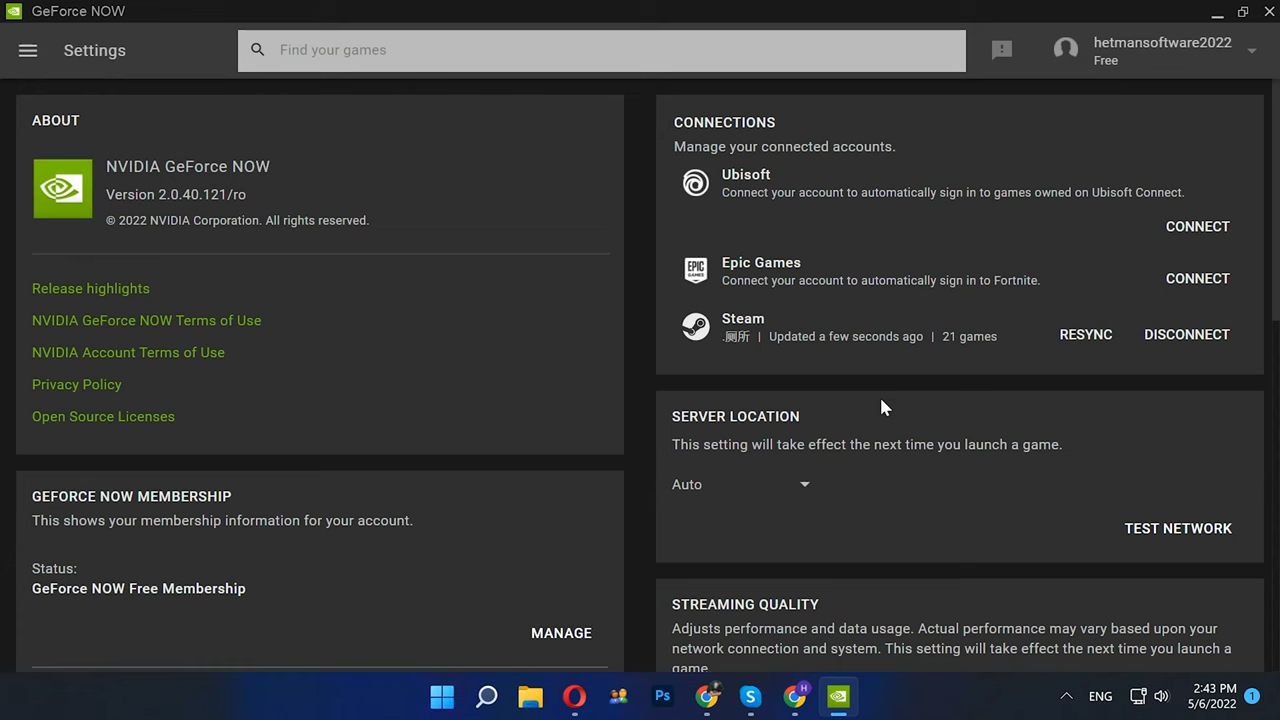 GeForce NOW
Settings
Find your games
hetmansoftware2022
Free
ABOUT
NVIDIA GeForce NOW
Version 2.0.40.121/ro
© 2022 NVIDIA Corporation. All rights reserved.
Release highlights
NVIDIA GeForce NOW Terms of Use
NVIDIA Account Terms of Use
Privacy Policy
Open Source Licenses
GEFORCE NOW MEMBERSHIP
This shows your membership information for your account.
Status:
GeForce NOW Free Membership
MANAGE
CONNECTIONS
Manage your connected accounts.
Ubisoft
Connect your account to automatically sign in to games owned on Ubisoft Connect.
CONNECT
EPIC
GAMES
Epic Games
Connect your account to automatically sign in to Fortnite.
CONNECT
Steam
.厕所 | Updated a few seconds ago | 21 games
RESYNC DISCONNECT
SERVER LOCATION
This setting will take effect the next time you launch a game.
Auto
TEST NETWORK
STREAMING QUALITY
Adjusts performance and data usage. Actual performance may vary based upon your
network connection and system. This setting will take effect the next time you launch a
game.
Ps
H
ENG
2:43 PM
5/6/2022
1